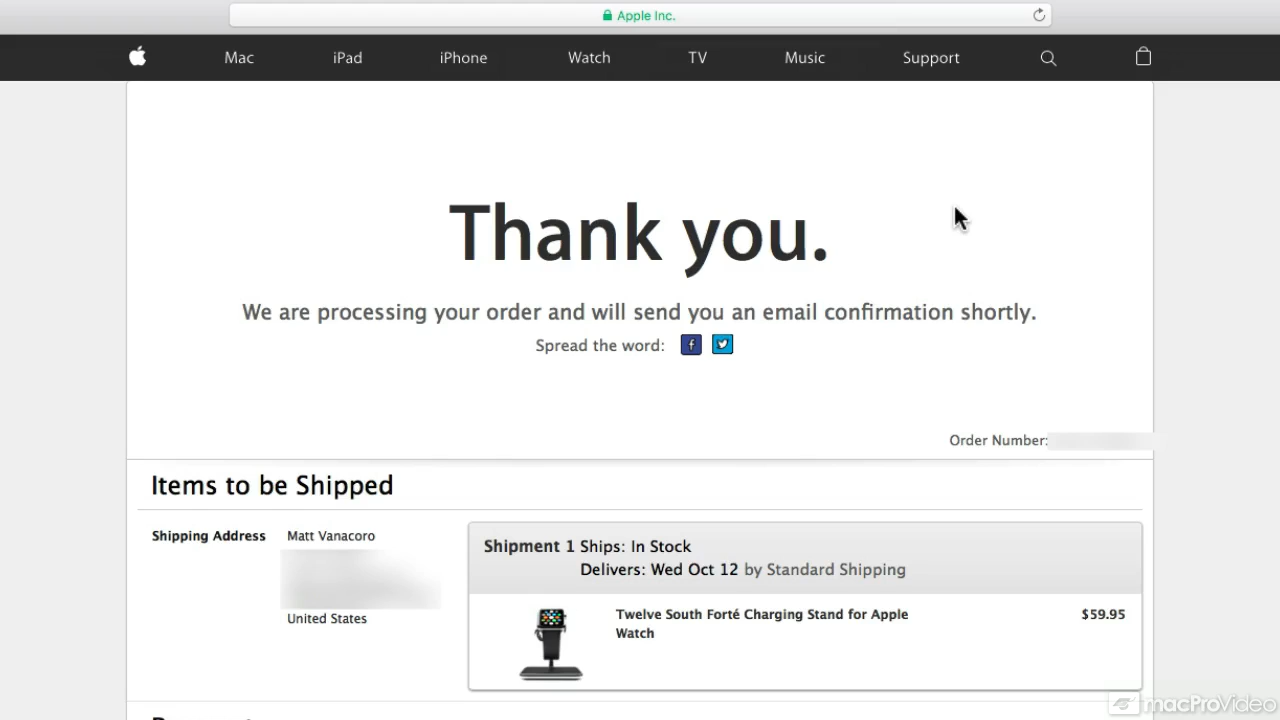 Apple Inc.
Mac iPad iPhone Watch TV Music Support
Thank you.
We are processing your order and will send you an email confirmation shortly.
Spread the word:
Order Number:
Items to be Shipped
Shipping Address Matt Vanacoro
United States
Shipment 1 Ships: In Stock
Delivers: Wed Oct 12 by Standard Shipping
Twelve South Forté Charging Stand for Apple
Watch
$59.95
macProVideo